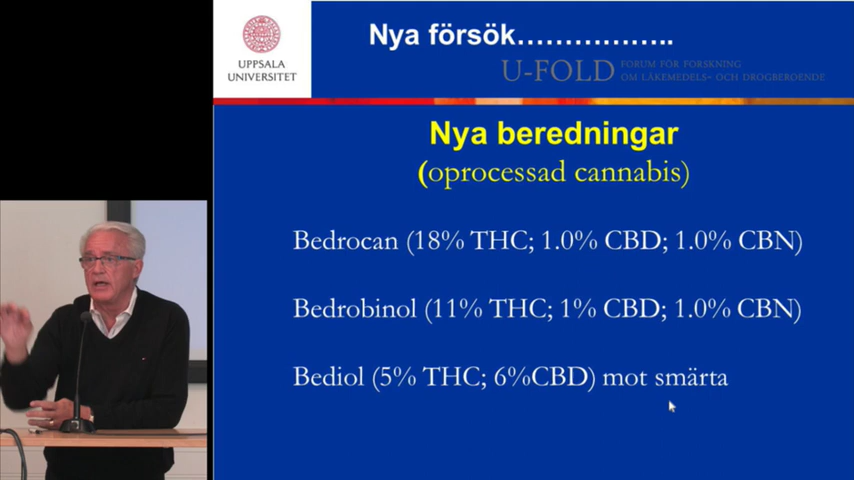 UPPSALA
UNIVERSITET
Nya försök……………..
U-FOLD
FORUM FÖR FORSKNING
OM LÄKEMEDELS- OCH DROGBEROENDE
Nya beredningar
(oprocessad cannabis)
Bedrocan (18% THC; 1.0% CBD; 1.0% CBN)
Bedrobinol (11% THC; 1% CBD; 1.0% CBN)
Bediol (5% THC; 6%CBD) mot smärta